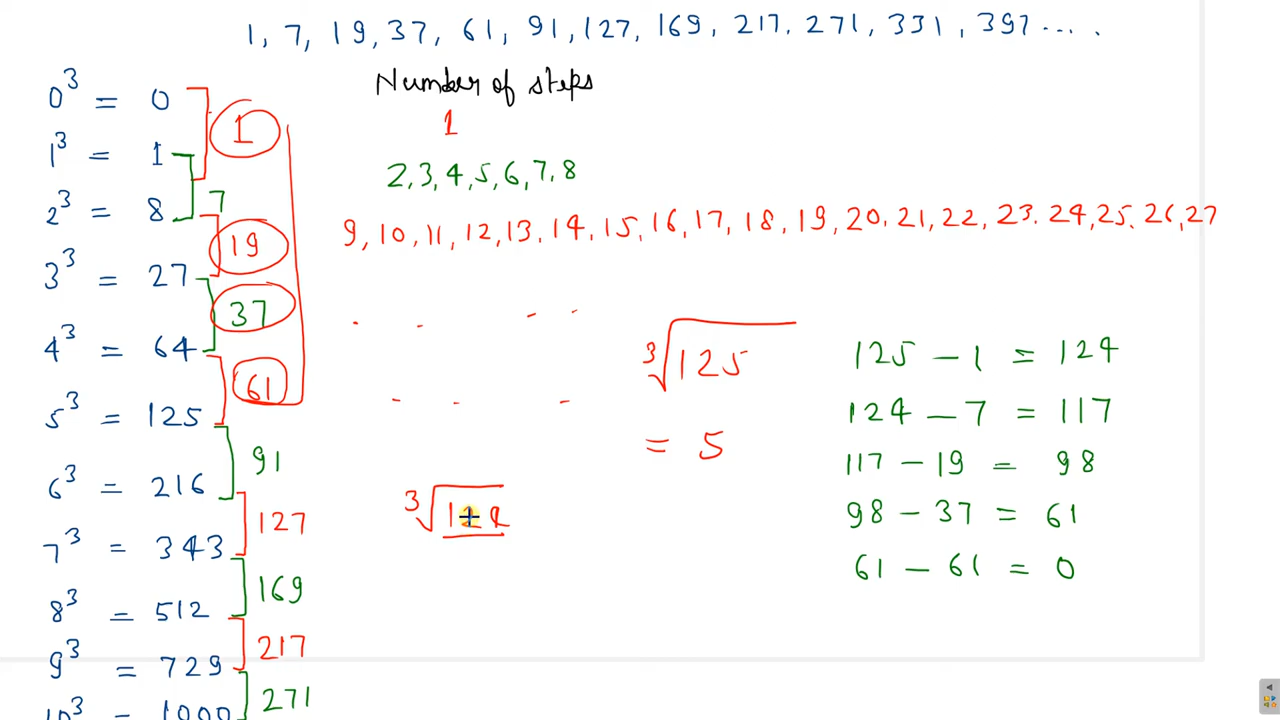 1, 7, 19, 37, 61, 91, 127, 169, 217, 271, 331, 397 ....
Number of steps
1
2, 3, 4, 5, 6, 7, 8
9, 10, 11, 12, 13, 14, 15, 16, 17, 18, 19, 20. 21, 22, 23. 24, 25. 26, 27
0³ = 0
1
1³ = 1
2³ = 8
7
19
3³ = 27
37
4³ = 64
61
5³ = 125
91
6³ = 216
127
7³ = 343
169
8³ = 512
217
9³ = 729
271
10³ = 1000
∛125
= 5
125 - 1 = 124
124 - 7 = 117
117 - 19 = 98
98 - 37 = 61
61 - 61 = 0